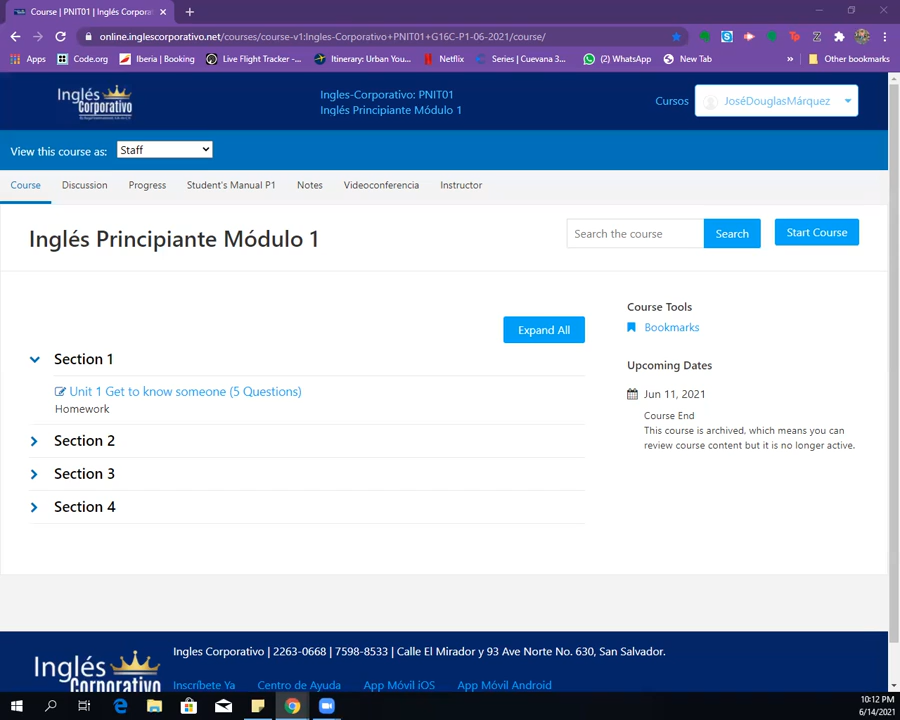 Course | PNIT01 | Inglés Corpora
online.inglescorporativo.net/courses/course-v1:Ingles-Corporativo+PNIT01+G16C-P1-06-2021/course/
Apps
Code.org
Iberia | Booking
Live Flight Tracker -...
Itinerary: Urban You...
Netflix
Series | Cuevana 3...
(2) WhatsApp
New Tab
»
Other bookmarks
Inglés
Corporativo
Ingles-Corporativo: PNIT01
Inglés Principiante Módulo 1
Cursos
JoséDouglasMárquez
View this course as:
Staff
Course
Discussion
Progress
Student's Manual P1
Notes
Videoconferencia
Instructor
Inglés Principiante Módulo 1
Search the course
Search
Start Course
Expand All
Section 1
Unit 1 Get to know someone (5 Questions)
Homework
Section 2
Section 3
Section 4
Course Tools
Bookmarks
Upcoming Dates
Jun 11, 2021
Course End
This course is archived, which means you can
review course content but it is no longer active.
Inglés
Corporativo
Ingles Corporativo | 2263-0668 | 7598-8533 | Calle El Mirador y 93 Ave Norte No. 630, San Salvador.
Inscríbete Ya
Centro de Ayuda
App Móvil iOS
App Móvil Android
10:12 PM
6/14/2021